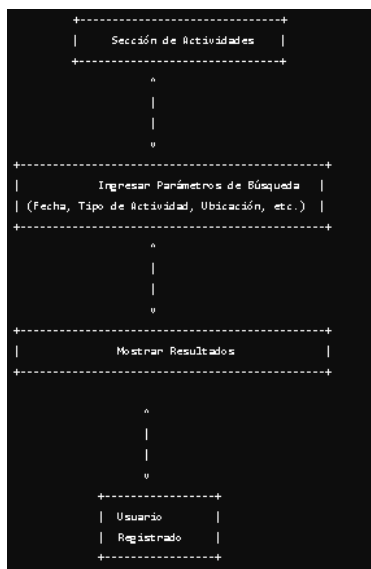 Sección de Actividades
Ingresar Parámetros de Búsqueda
(Fecha, Tipo de Actividad, Ubicación, etc.)
Mostrar Resultados
Usuario
Registrado